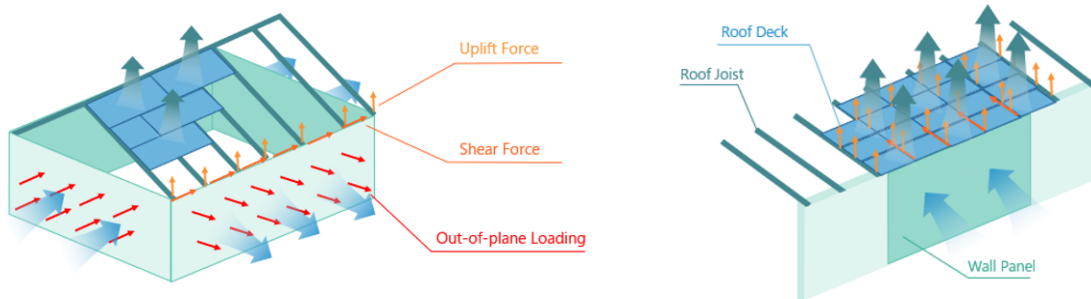 Uplift Force
Shear Force
Out-of-plane Loading
Roof Deck
Roof Joist
Wall Panel